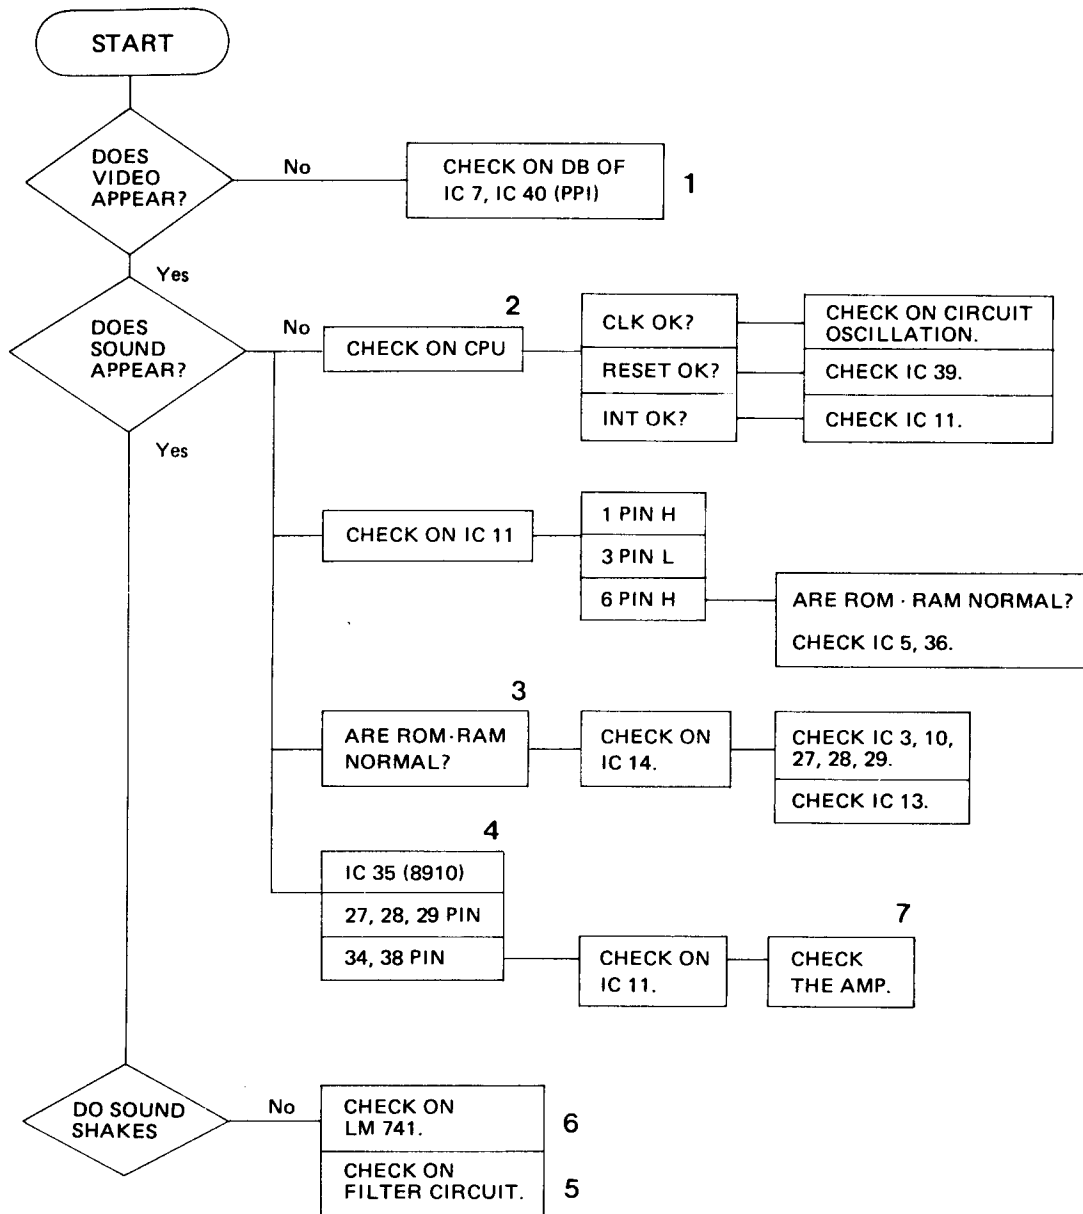 START
DOES
VIDEO
APPEAR?
No
CHECK ON DB OF
IC 7, IC 40 (PPI)
1
Yes
DOES
SOUND
APPEAR?
No
2
CHECK ON CPU
CLK OK?
CHECK ON CIRCUIT
OSCILLATION.
RESET OK?
CHECK IC 39.
INT OK?
CHECK IC 11.
Yes
CHECK ON IC 11
1 PIN H
3 PIN L
6 PIN H
ARE ROM · RAM NORMAL?
CHECK IC 5, 36.
3
ARE ROM·RAM
NORMAL?
CHECK ON
IC 14.
CHECK IC 3, 10,
27, 28, 29.
CHECK IC 13.
4
IC 35 (8910)
27, 28, 29 PIN
34, 38 PIN
CHECK ON
IC 11.
7
CHECK
THE AMP.
DO SOUND
SHAKES
No
CHECK ON
LM 741.
6
CHECK ON
FILTER CIRCUIT.
5